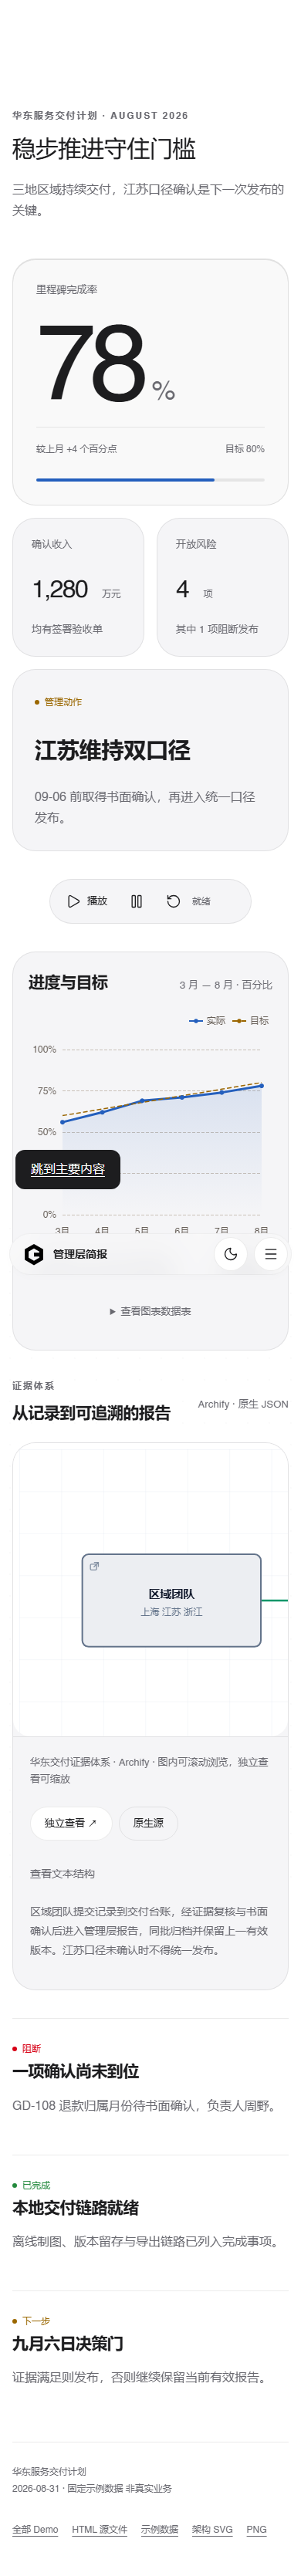 华东服务交付计划 · AUGUST 2026
稳步推进守住门槛
三地区域持续交付，江苏口径确认是下一次发布的
关键。
里程碑完成率
78 %
较上月 +4 个百分点
目标 80%
确认收入
1,280 万元
均有签署验收单
开放风险
4 项
其中 1 项阻断发布
管理动作
江苏维持双口径
09-06 前取得书面确认，再进入统一口径
发布。
播放
就绪
进度与目标
3 月 — 8 月 · 百分比
实际
目标
100%
75%
50%
跳到主要内容
0%
3月 4月 5月 6月 7月 8月
管理层简报
▶ 查看图表数据表
证据体系
从记录到可追溯的报告
Archify · 原生 JSON
区域团队
上海 江苏 浙江
华东交付证据体系 · Archify · 图内可滚动浏览，独立查
看可缩放
独立查看 ↗
原生源
查看文本结构
区域团队提交记录到交付台账，经证据复核与书面
确认后进入管理层报告，同批归档并保留上一有效
版本。江苏口径未确认时不得统一发布。
阻断
一项确认尚未到位
GD-108 退款归属月份待书面确认，负责人周野。
已完成
本地交付链路就绪
离线制图、版本留存与导出链路已列入完成事项。
下一步
九月六日决策门
证据满足则发布，否则继续保留当前有效报告。
华东服务交付计划
2026-08-31 · 固定示例数据 非真实业务
全部 Demo
HTML 源文件
示例数据
架构 SVG
PNG